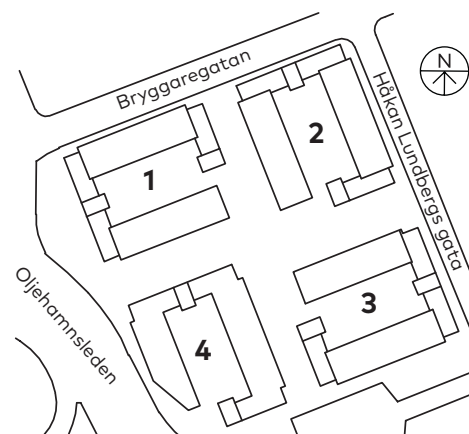 Bryggaregatan
N
Håkan Lundbergs gata
2
1
Oljehamnsleden
3
4